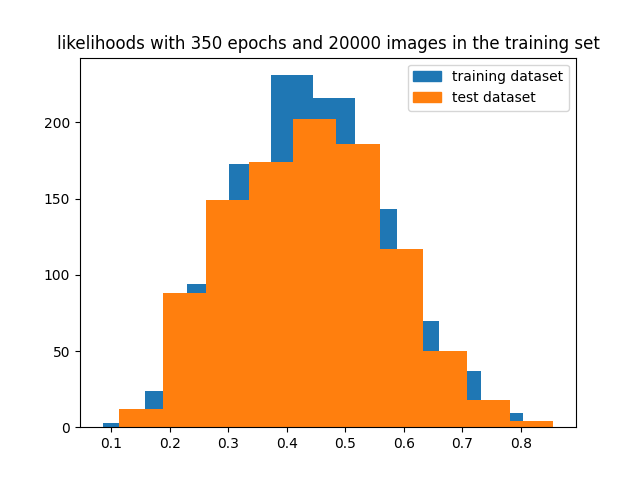 likelihoods with 350 epochs and 20000 images in the training set
training dataset
test dataset
200
150
100
50
0
0.1 0.2 0.3 0.4 0.5 0.6 0.7 0.8